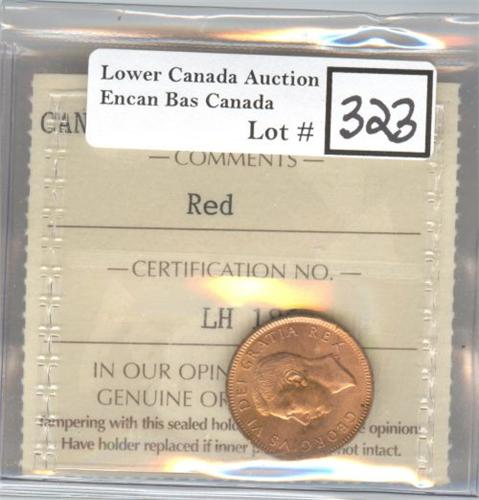 Lower Canada Auction
Encan Bas Canada
Lot # 323
CAN
COMMENTS
Red
CERTIFICATION NO.
LH
IN OUR OPIN
GENUINE OR
tampering with this sealed hold e opinion
Have holder replaced if inner p not intact.
GEORGIVS VI DEI GRATIA REX